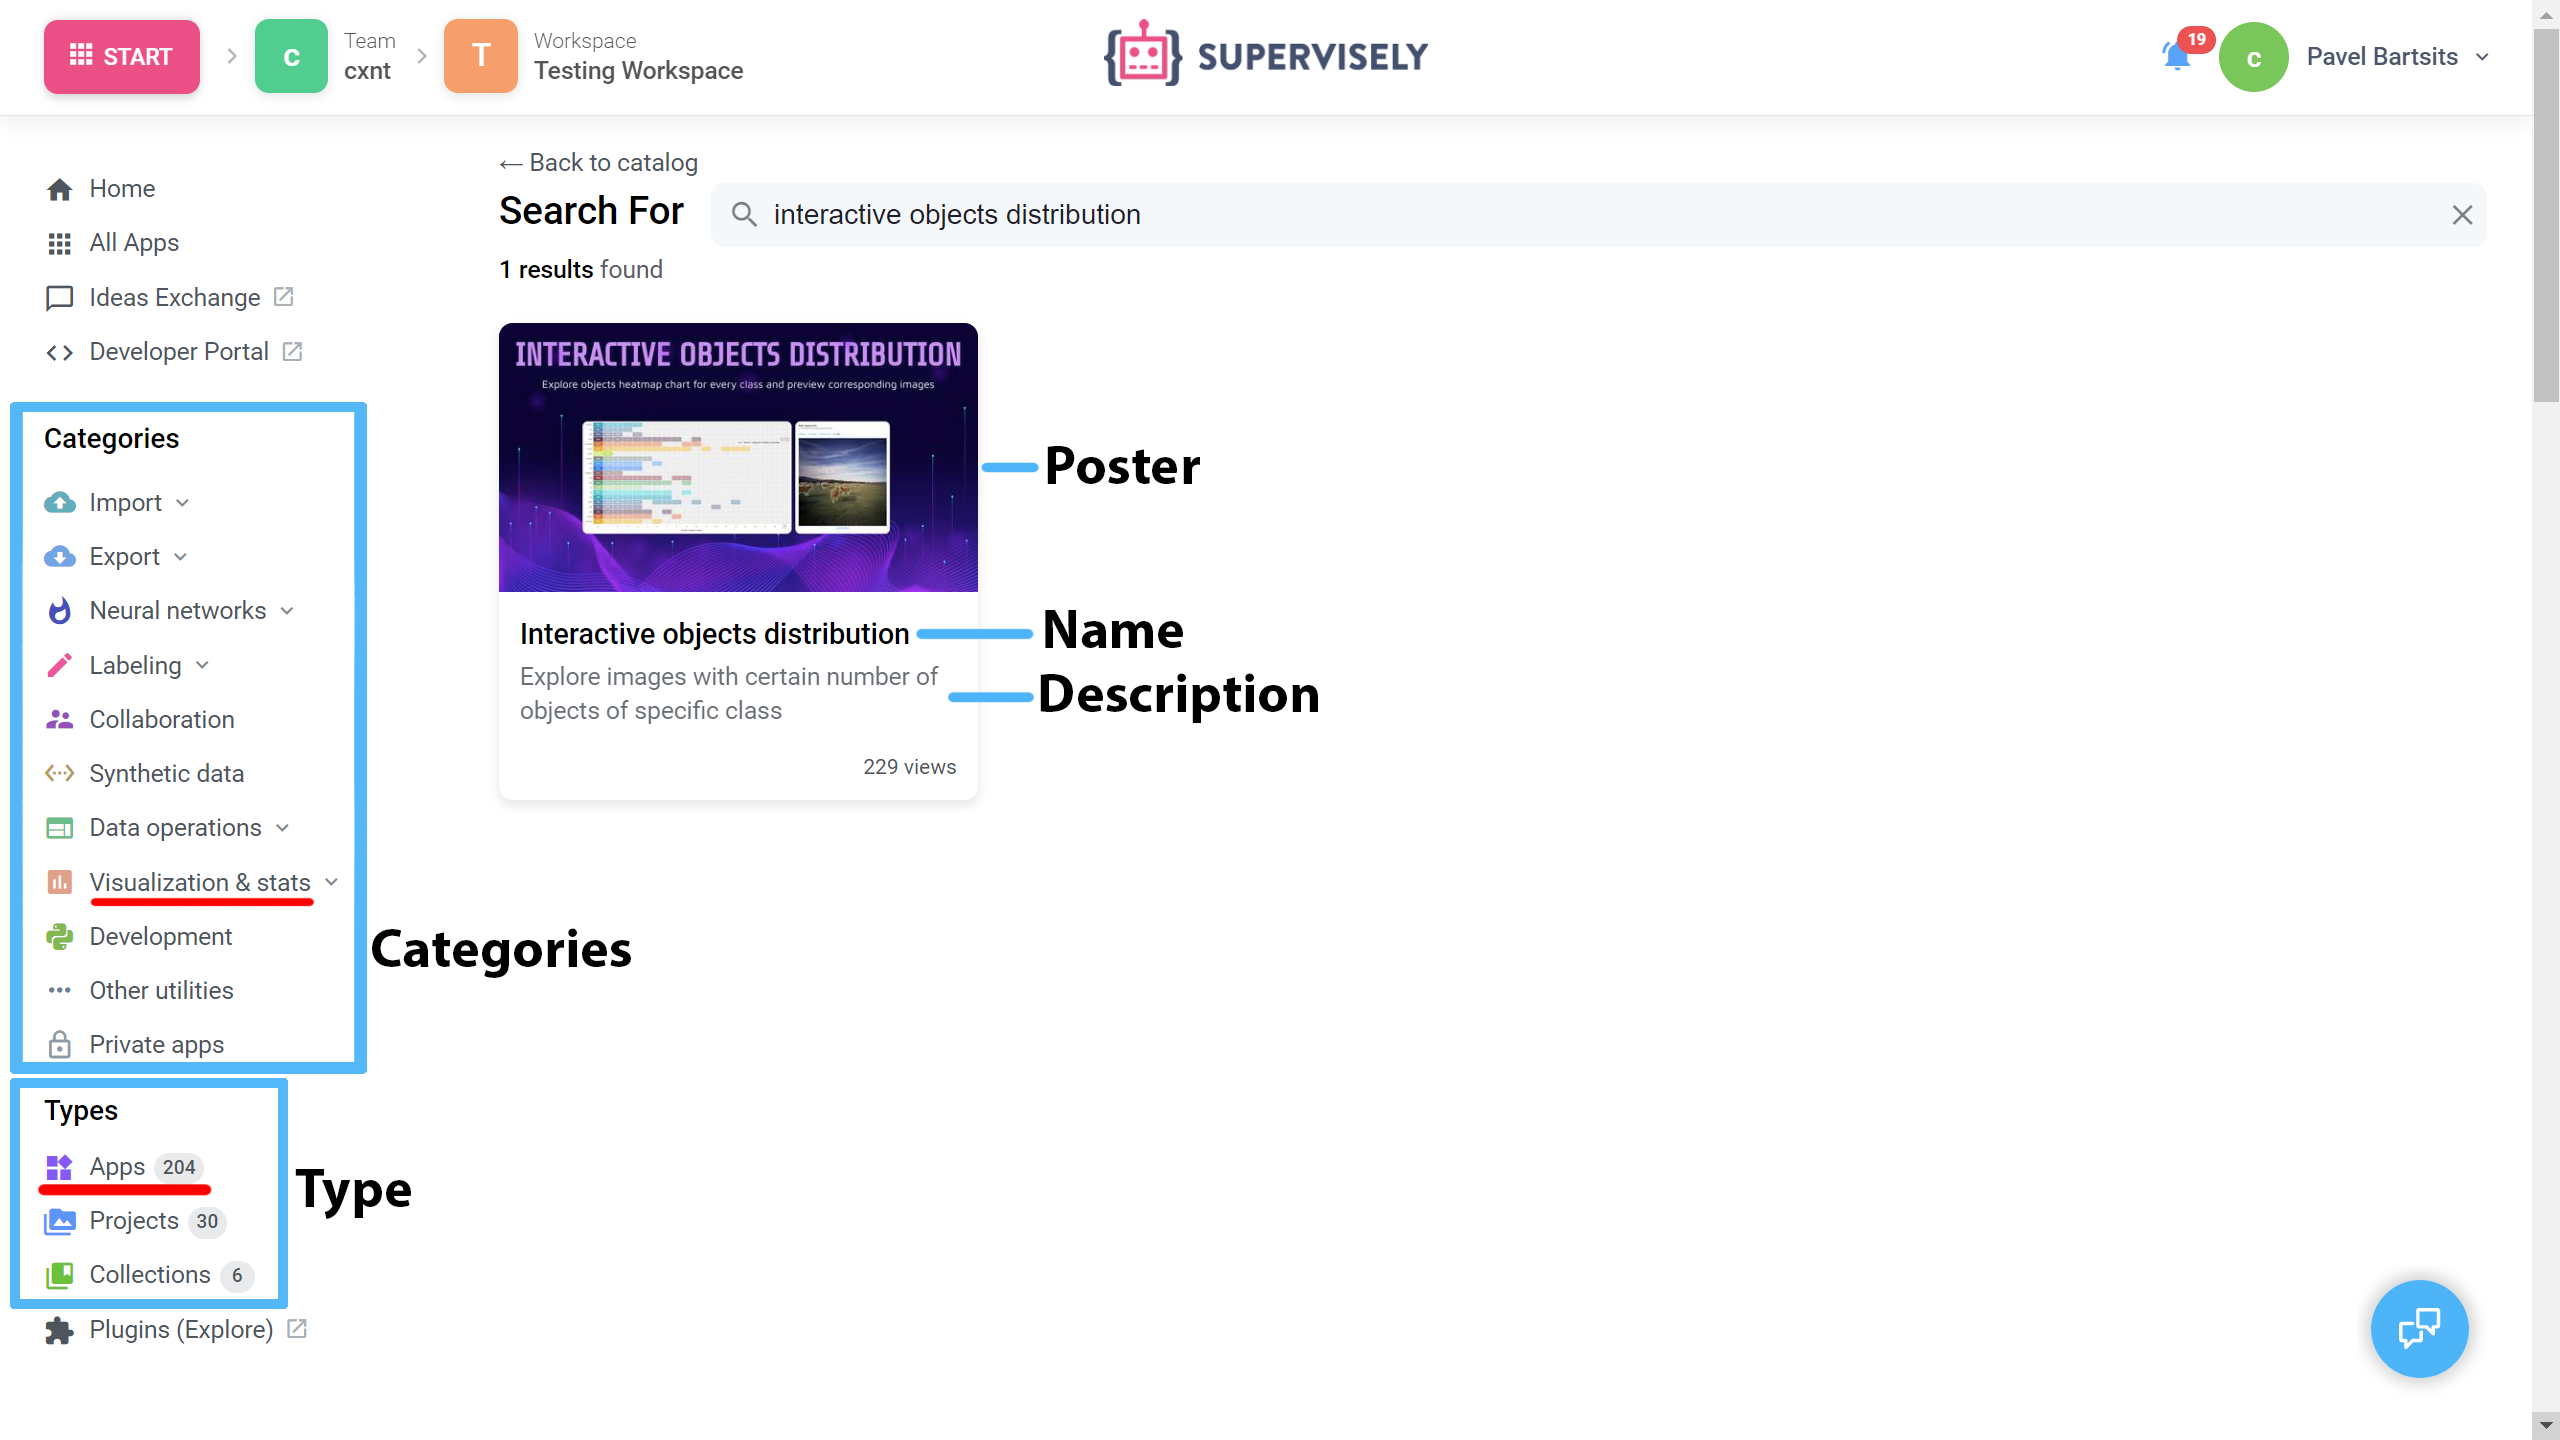 START
c
Team
cxnt
T
Workspace
Testing Workspace
SUPERVISELY
19
c
Pavel Bartsits
Home
All Apps
Ideas Exchange
Developer Portal
Categories
Import
Export
Neural networks
Labeling
Collaboration
Synthetic data
Data operations
Visualization & stats
Development
Other utilities
Private apps
Categories
Types
Apps 204
Projects 30
Collections 6
Type
Plugins (Explore)
← Back to catalog
Search For
interactive objects distribution
1 results found
INTERACTIVE OBJECTS DISTRIBUTION
Explore objects heatmap chart for every class and preview corresponding images
Poster
Interactive objects distribution
Name
Explore images with certain number of
objects of specific class
Description
229 views